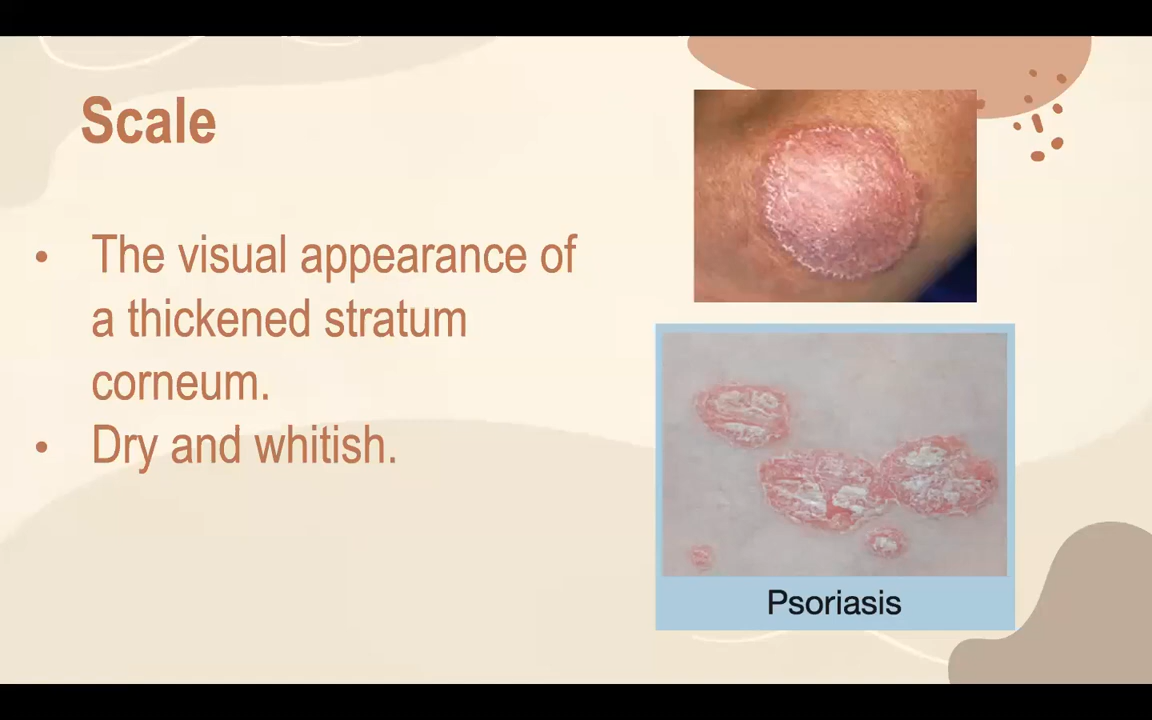 Scale
• The visual appearance of
a thickened stratum
corneum.
• Dry and whitish.
Psoriasis